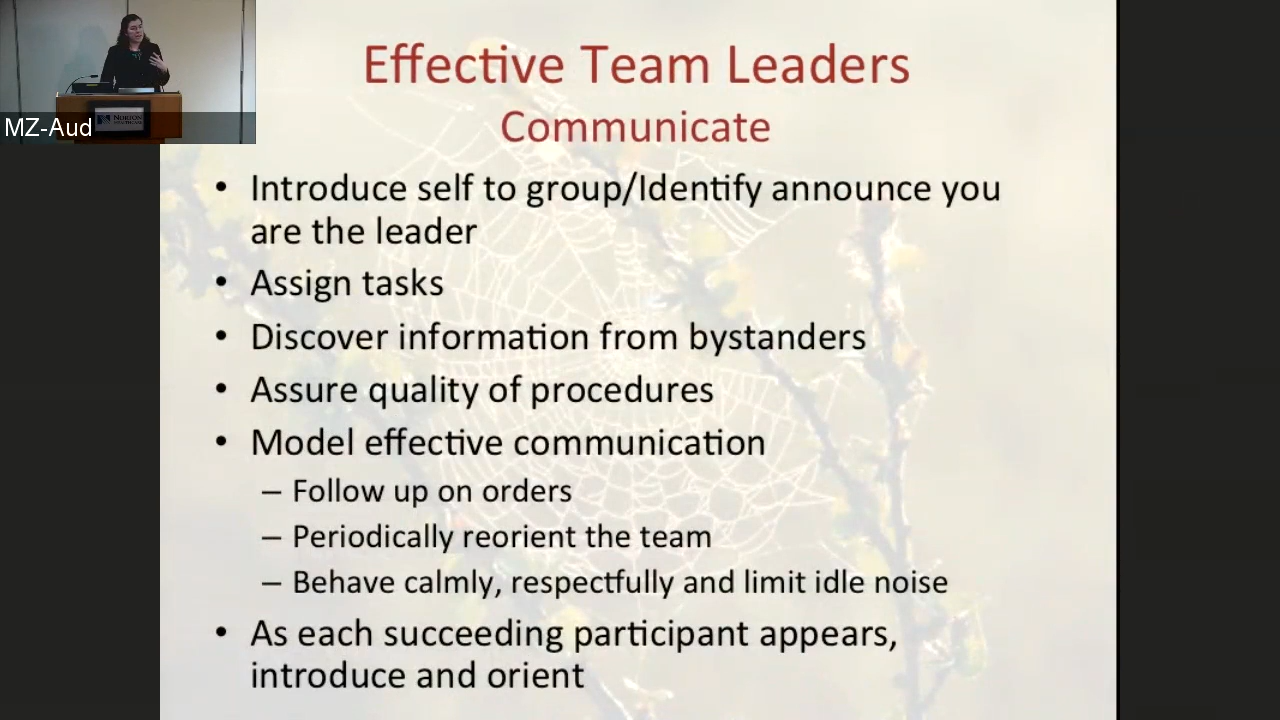 Effective Team Leaders
Communicate
MZ-Aud
NORTON
• Introduce self to group/Identify announce you
are the leader
• Assign tasks
• Discover information from bystanders
• Assure quality of procedures
• Model effective communication
– Follow up on orders
– Periodically reorient the team
– Behave calmly, respectfully and limit idle noise
• As each succeeding participant appears,
introduce and orient